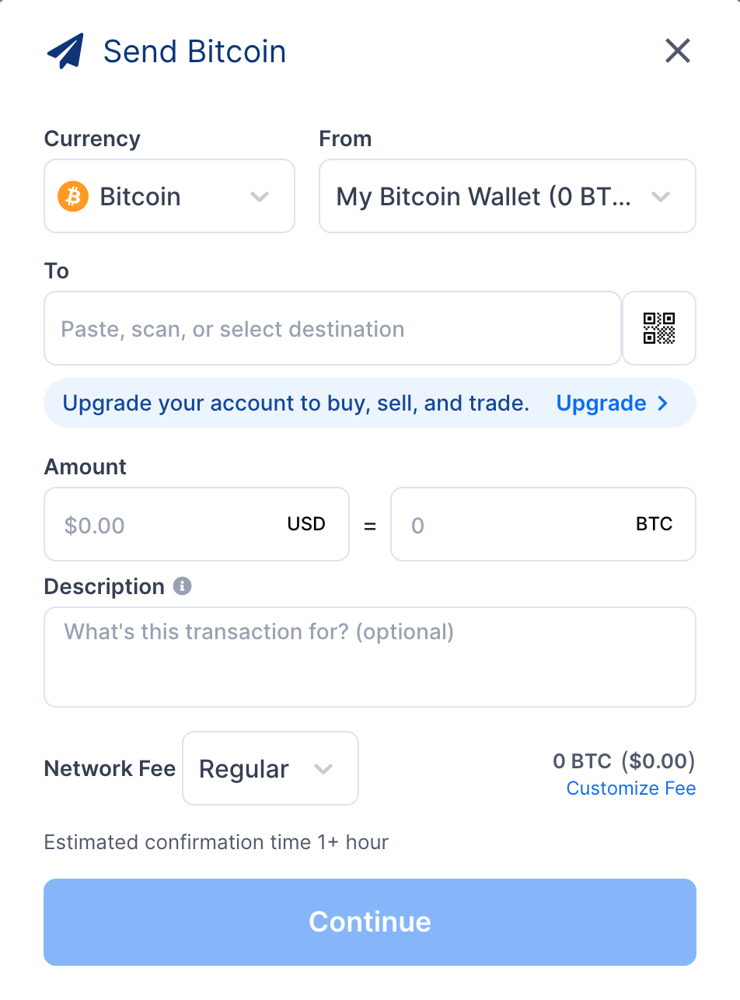 Send Bitcoin
Currency
From
Bitcoin
My Bitcoin Wallet (0 BT...
To
Paste, scan, or select destination
Upgrade your account to buy, sell, and trade. Upgrade
Amount
$0.00 USD = 0 BTC
Description
What's this transaction for? (optional)
Network Fee Regular
0 BTC ($0.00)
Customize Fee
Estimated confirmation time 1+ hour
Continue